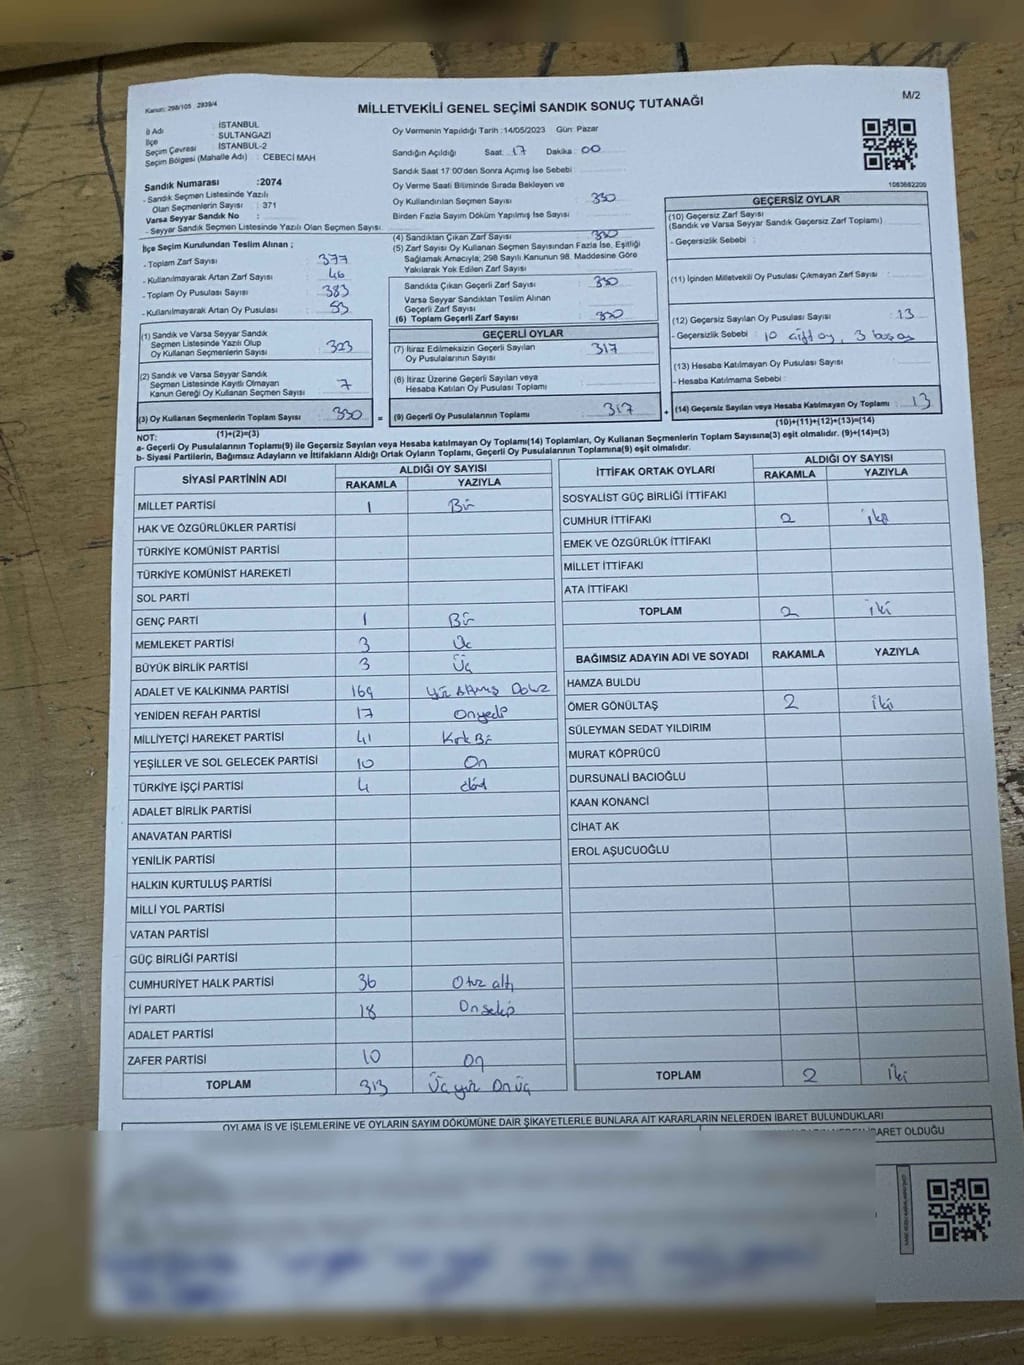 Kanun: 298/105 : 2839/4
MİLLETVEKİLİ GENEL SEÇİMİ SANDIK SONUÇ TUTANAĞI
M/2
İl Adı : İSTANBUL
İlçe : SULTANGAZİ
Seçim Çevresi : İSTANBUL-2
Seçim Bölgesi (Mahalle Adı) : CEBECİ MAH
Sandık Numarası :2074
- Sandık Seçmen Listesinde Yazılı
Olan Seçmenlerin Sayısı : 371
Varsa Seyyar Sandık No :
- Seyyar Sandık Seçmen Listesinde Yazılı Olan Seçmen Sayısı
Oy Vermenin Yapıldığı Tarih :14/05/2023 Gün: Pazar
Sandığın Açıldığı Saat: 17 Dakika: 00
Sandık Saat 17:00'den Sonra Açılmış İse Sebebi :
Oy Verme Saati Bitiminde Sırada Bekleyen ve
Oy Kullandırılan Seçmen Sayısı 330
Birden Fazla Sayım Döküm Yapılmış İse Sayısı
1083682200
İlçe Seçim Kurulundan Teslim Alınan ;
- Toplam Zarf Sayısı 377
- Kullanılmayarak Artan Zarf Sayısı 46
- Toplam Oy Pusulası Sayısı 383
- Kullanılmayarak Artan Oy Pusulası 53
(4) Sandıktan Çıkan Zarf Sayısı 330
(5) Zarf Sayısı Oy Kullanan Seçmen Sayısından Fazla İse, Eşitliği
Sağlamak Amacıyla; 298 Sayılı Kanunun 98. Maddesine Göre
Yakılarak Yok Edilen Zarf Sayısı
Sandıkta Çıkan Geçerli Zarf Sayısı 330
Varsa Seyyar Sandıktan Teslim Alınan
Geçerli Zarf Sayısı
(6) Toplam Geçerli Zarf Sayısı 330
GEÇERSİZ OYLAR
(10) Geçersiz Zarf Sayısı
(Sandık ve Varsa Seyyar Sandık Geçersiz Zarf Toplamı)
- Geçersizlik Sebebi :
(11) İçinden Milletvekili Oy Pusulası Çıkmayan Zarf Sayısı :
(12) Geçersiz Sayılan Oy Pusulası Sayısı : 13
- Geçersizlik Sebebi : 10 çift oy, 3 boş oy
(13) Hesaba Katılmayan Oy Pusulası Sayısı :
- Hesaba Katılmama Sebebi :
(14) Geçersiz Sayılan veya Hesaba Katılmayan Oy Toplamı : 13
(10)+(11)+(12)+(13)=(14)
(1) Sandık ve Varsa Seyyar Sandık
Seçmen Listesinde Yazılı Olup
Oy Kullanan Seçmenlerin Sayısı 323
(2) Sandık ve Varsa Seyyar Sandık
Seçmen Listesinde Kayıtlı Olmayan
Kanun Gereği Oy Kullanan Seçmen Sayısı 7
(3) Oy Kullanan Seçmenlerin Toplam Sayısı 330 =
(1)+(2)=(3)
GEÇERLİ OYLAR
(7) İtiraz Edilmeksizin Geçerli Sayılan
Oy Pusulalarının Sayısı 317
(8) İtiraz Üzerine Geçerli Sayılan veya
Hesaba Katılan Oy Pusulası Toplamı
(9) Geçerli Oy Pusulalarının Toplamı 317 +
NOT:
a- Geçerli Oy Pusulalarının Toplamı(9) ile Geçersiz Sayılan veya Hesaba katılmayan Oy Toplamı(14) Toplamları, Oy Kullanan Seçmenlerin Toplam Sayısına(3) eşit olmalıdır. (9)+(14)=(3)
b- Siyasi Partilerin, Bağımsız Adayların ve İttifakların Aldığı Ortak Oyların Toplamı, Geçerli Oy Pusulalarının Toplamına(9) eşit olmalıdır.
SİYASİ PARTİNİN ADI ALDIĞI OY SAYISI
RAKAMLA YAZIYLA
MİLLET PARTİSİ 1 Bir
HAK VE ÖZGÜRLÜKLER PARTİSİ
TÜRKİYE KOMÜNİST PARTİSİ
TÜRKİYE KOMÜNİST HAREKETİ
SOL PARTİ
GENÇ PARTİ 1 Bir
MEMLEKET PARTİSİ 3 Üç
BÜYÜK BİRLİK PARTİSİ 3 Üç
ADALET VE KALKINMA PARTİSİ 169 Yüz Atmış Dokuz
YENİDEN REFAH PARTİSİ 17 Onyedi
MİLLİYETÇİ HAREKET PARTİSİ 41 Kırk Bir
YEŞİLLER VE SOL GELECEK PARTİSİ 10 On
TÜRKİYE İŞÇİ PARTİSİ 4 dört
ADALET BİRLİK PARTİSİ
ANAVATAN PARTİSİ
YENİLİK PARTİSİ
HALKIN KURTULUŞ PARTİSİ
MİLLİ YOL PARTİSİ
VATAN PARTİSİ
GÜÇ BİRLİĞİ PARTİSİ
CUMHURİYET HALK PARTİSİ 36 Otuz altı
İYİ PARTİ 18 Onsekiz
ADALET PARTİSİ
ZAFER PARTİSİ 10 On
TOPLAM 313 Üç yüz On üç
İTTİFAK ORTAK OYLARI ALDIĞI OY SAYISI
RAKAMLA YAZIYLA
SOSYALİST GÜÇ BİRLİĞİ İTTİFAKI
CUMHUR İTTİFAKI 2 iki
EMEK VE ÖZGÜRLÜK İTTİFAKI
MİLLET İTTİFAKI
ATA İTTİFAKI
TOPLAM 2 iki
BAĞIMSIZ ADAYIN ADI VE SOYADI RAKAMLA YAZIYLA
HAMZA BULDU
ÖMER GÖNÜLTAŞ 2 iki
SÜLEYMAN SEDAT YILDIRIM
MURAT KÖPRÜCÜ
DURSUNALİ BACIOĞLU
KAAN KONANCİ
CİHAT AK
EROL AŞUCUOĞLU
TOPLAM 2 İki
OYLAMA İŞ VE İŞLEMLERİNE VE OYLARIN SAYIM DÖKÜMÜNE DAİR ŞİKAYETLERLE BUNLARA AİT KARARLARIN NELERDEN İBARET BULUNDUKLARI
İBARET OLDUĞU